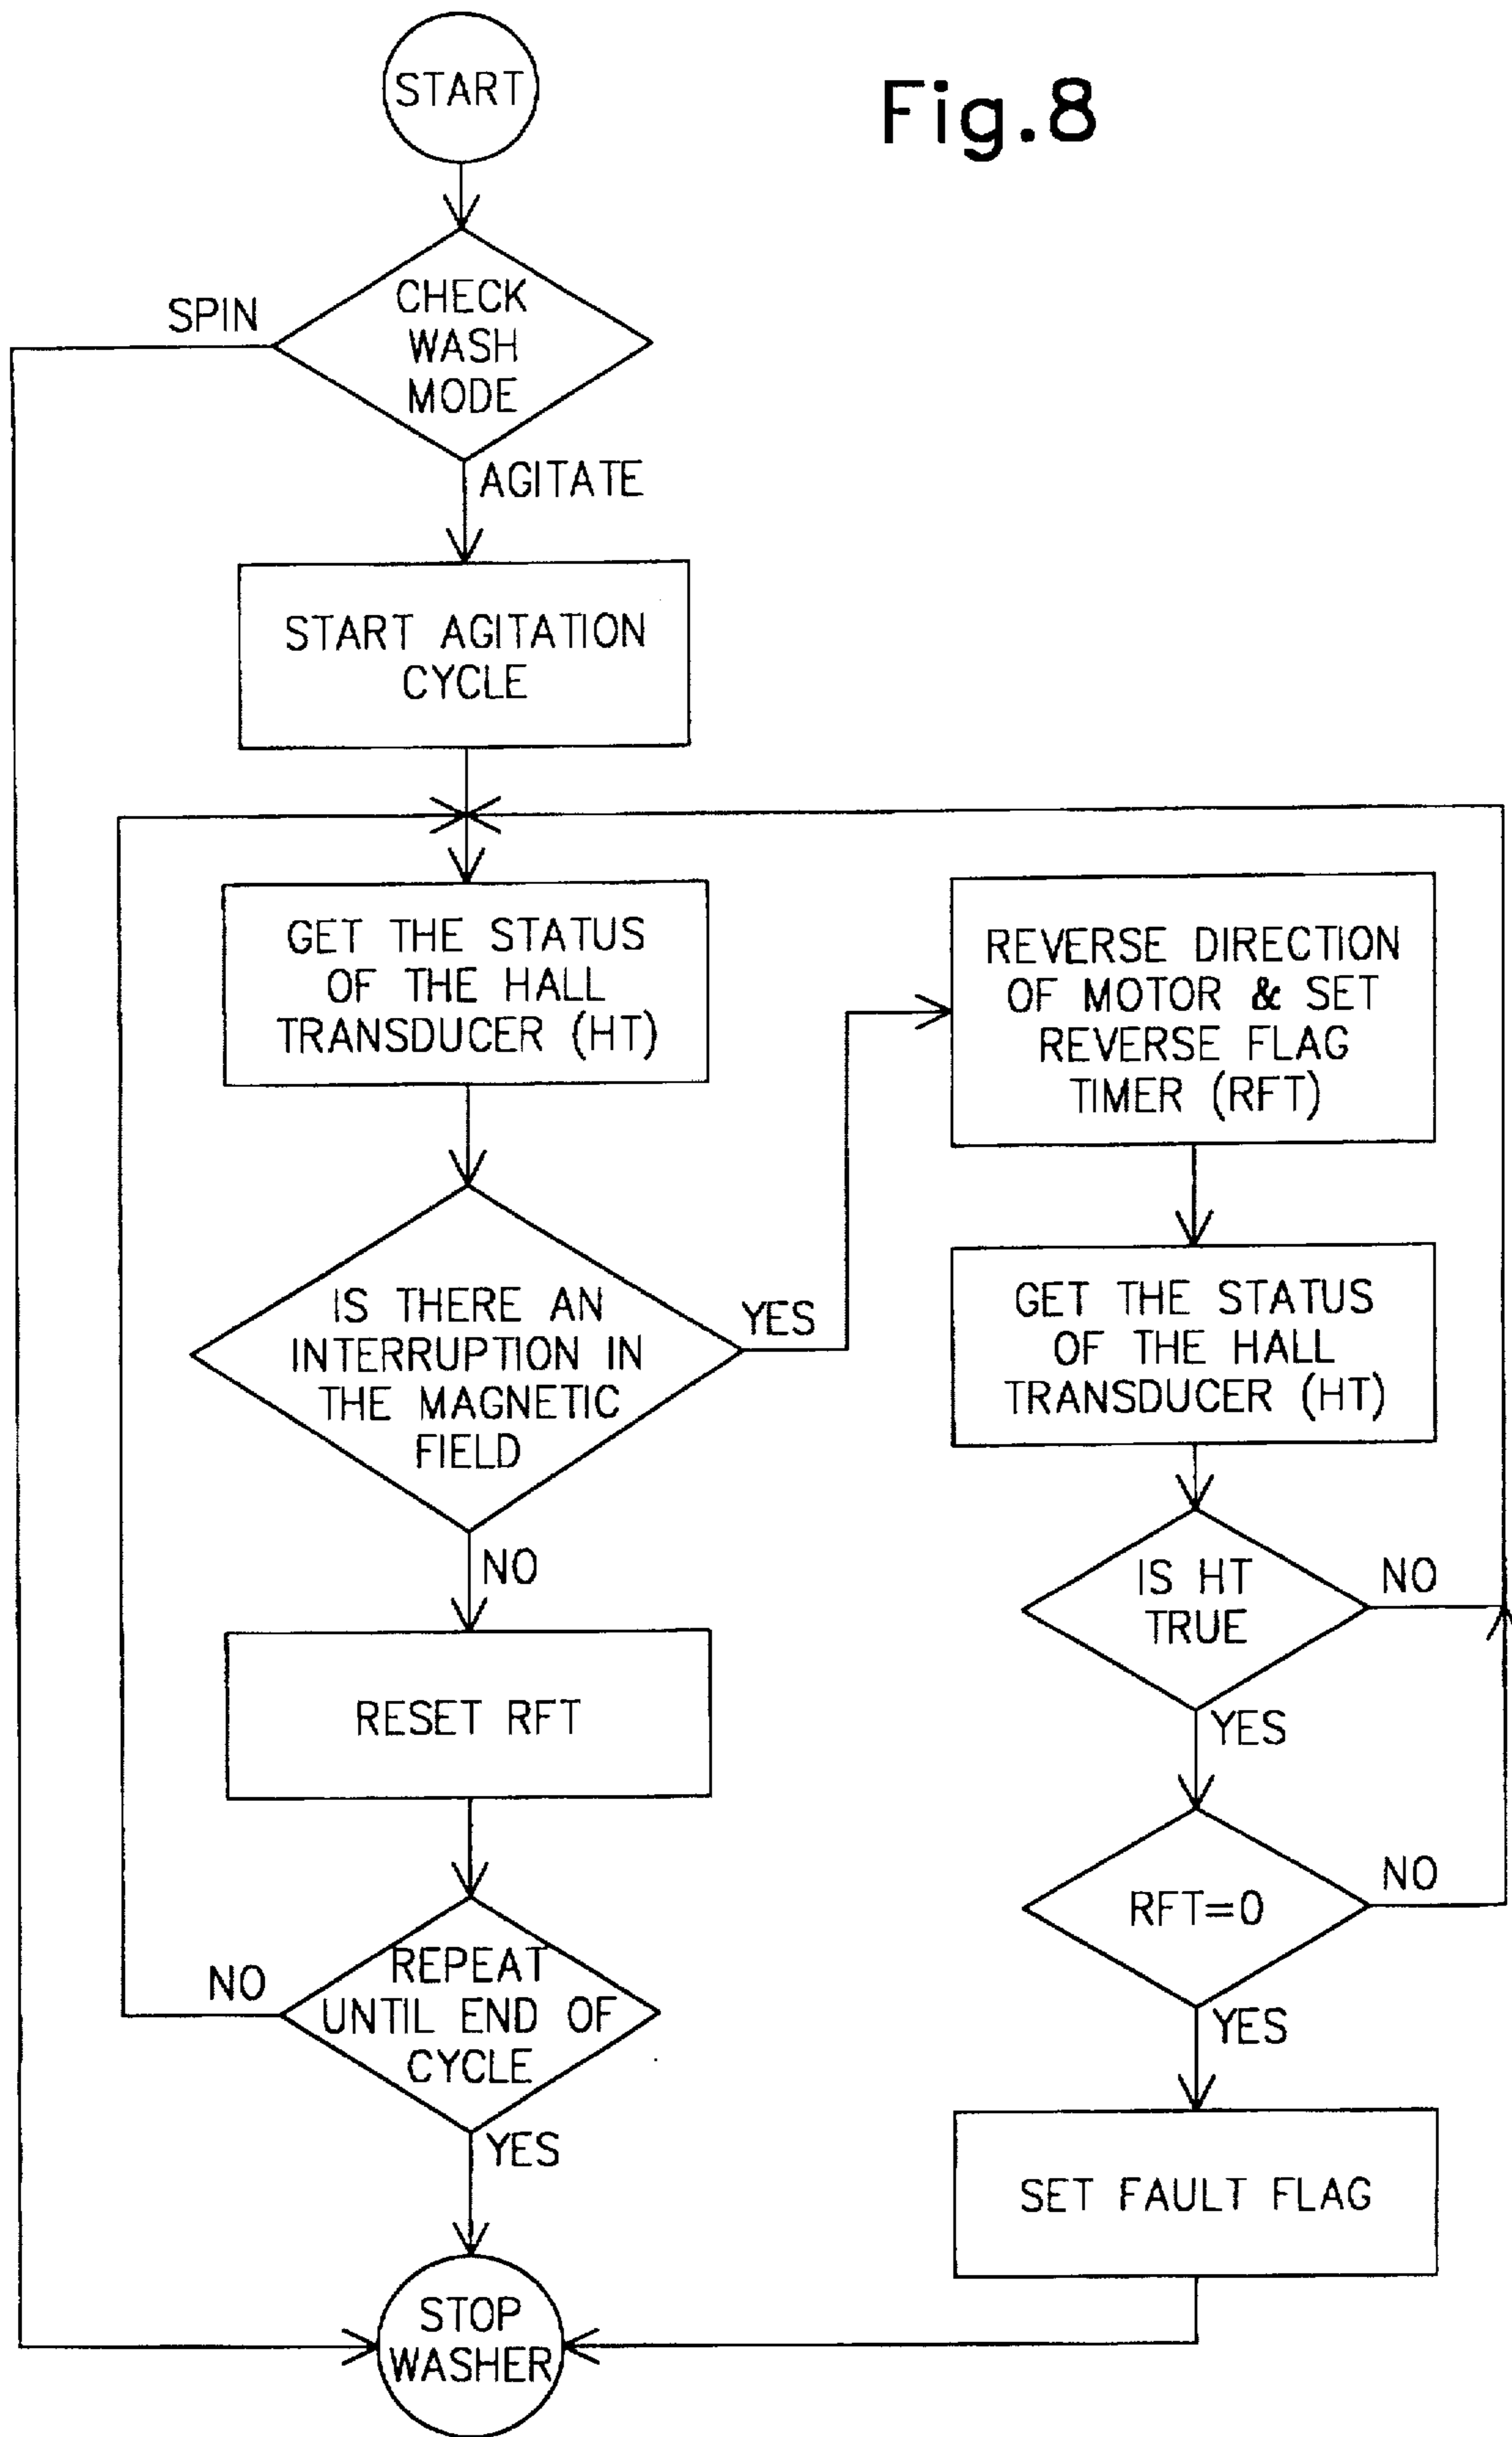 START
Fig.8
CHECK
WASH
MODE
SPIN
AGITATE
START AGITATION
CYCLE
GET THE STATUS
OF THE HALL
TRANSDUCER (HT)
IS THERE AN
INTERRUPTION IN
THE MAGNETIC
FIELD
YES
NO
RESET RFT
REPEAT
UNTIL END OF
CYCLE
NO
YES
STOP
WASHER
REVERSE DIRECTION
OF MOTOR & SET
REVERSE FLAG
TIMER (RFT)
GET THE STATUS
OF THE HALL
TRANSDUCER (HT)
IS HT
TRUE
NO
YES
RFT=0
NO
YES
SET FAULT FLAG